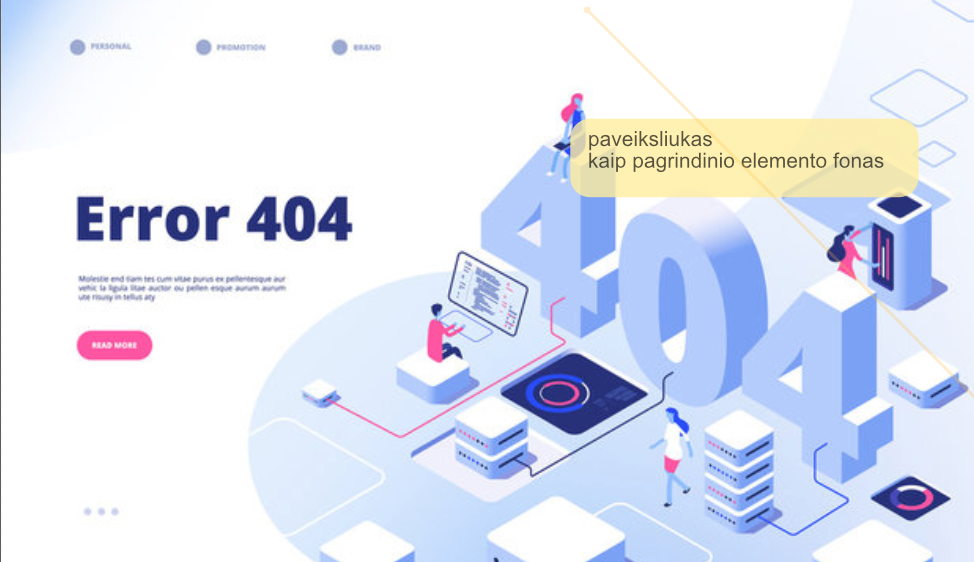 PERSONAL PROMOTION BRAND
paveiksliukas
kaip pagrindinio elemento fonas
Error 404
Molestie end tiam tes cum vitae purus ex pellentesque aur
vehic la ligula litae auctor ou pellen esque aurum aurum
ute risusy in tellus aty
READ MORE
404